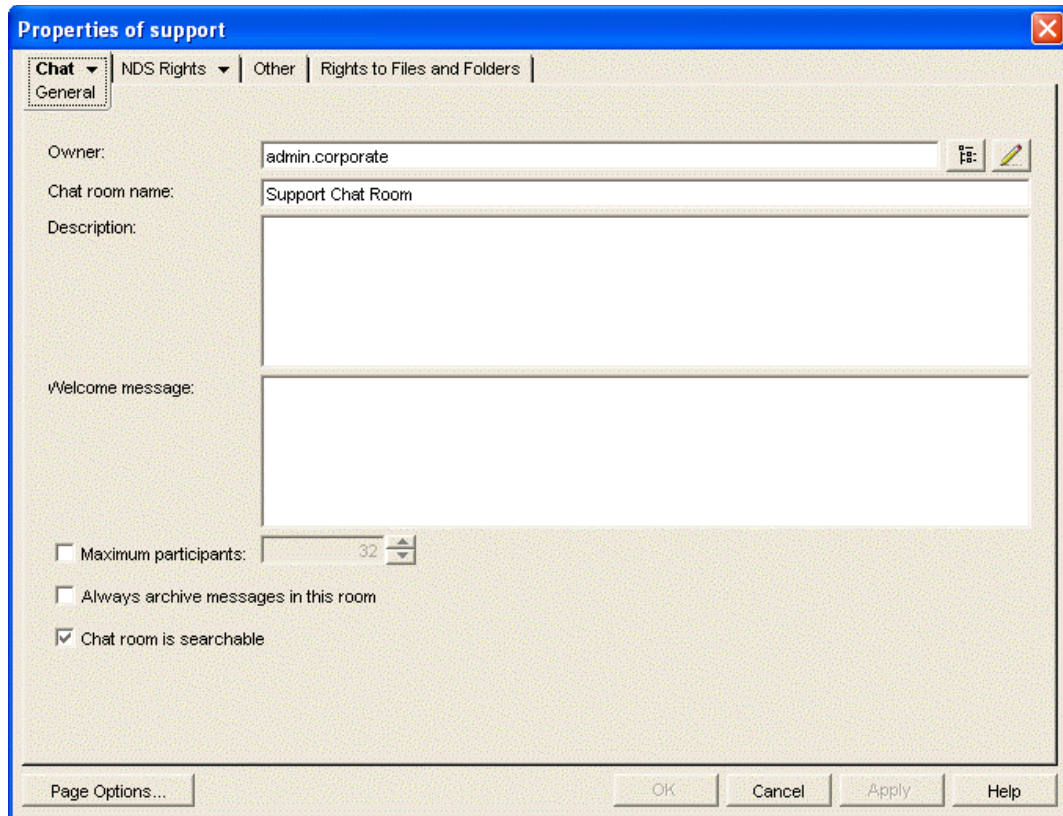 Properties of support
Chat NDS Rights Other Rights to Files and Folders
General
Owner: admin.corporate
Chat room name: Support Chat Room
Description:
Welcome message:
Maximum participants: 32
Always archive messages in this room
Chat room is searchable
Page Options... OK Cancel Apply Help